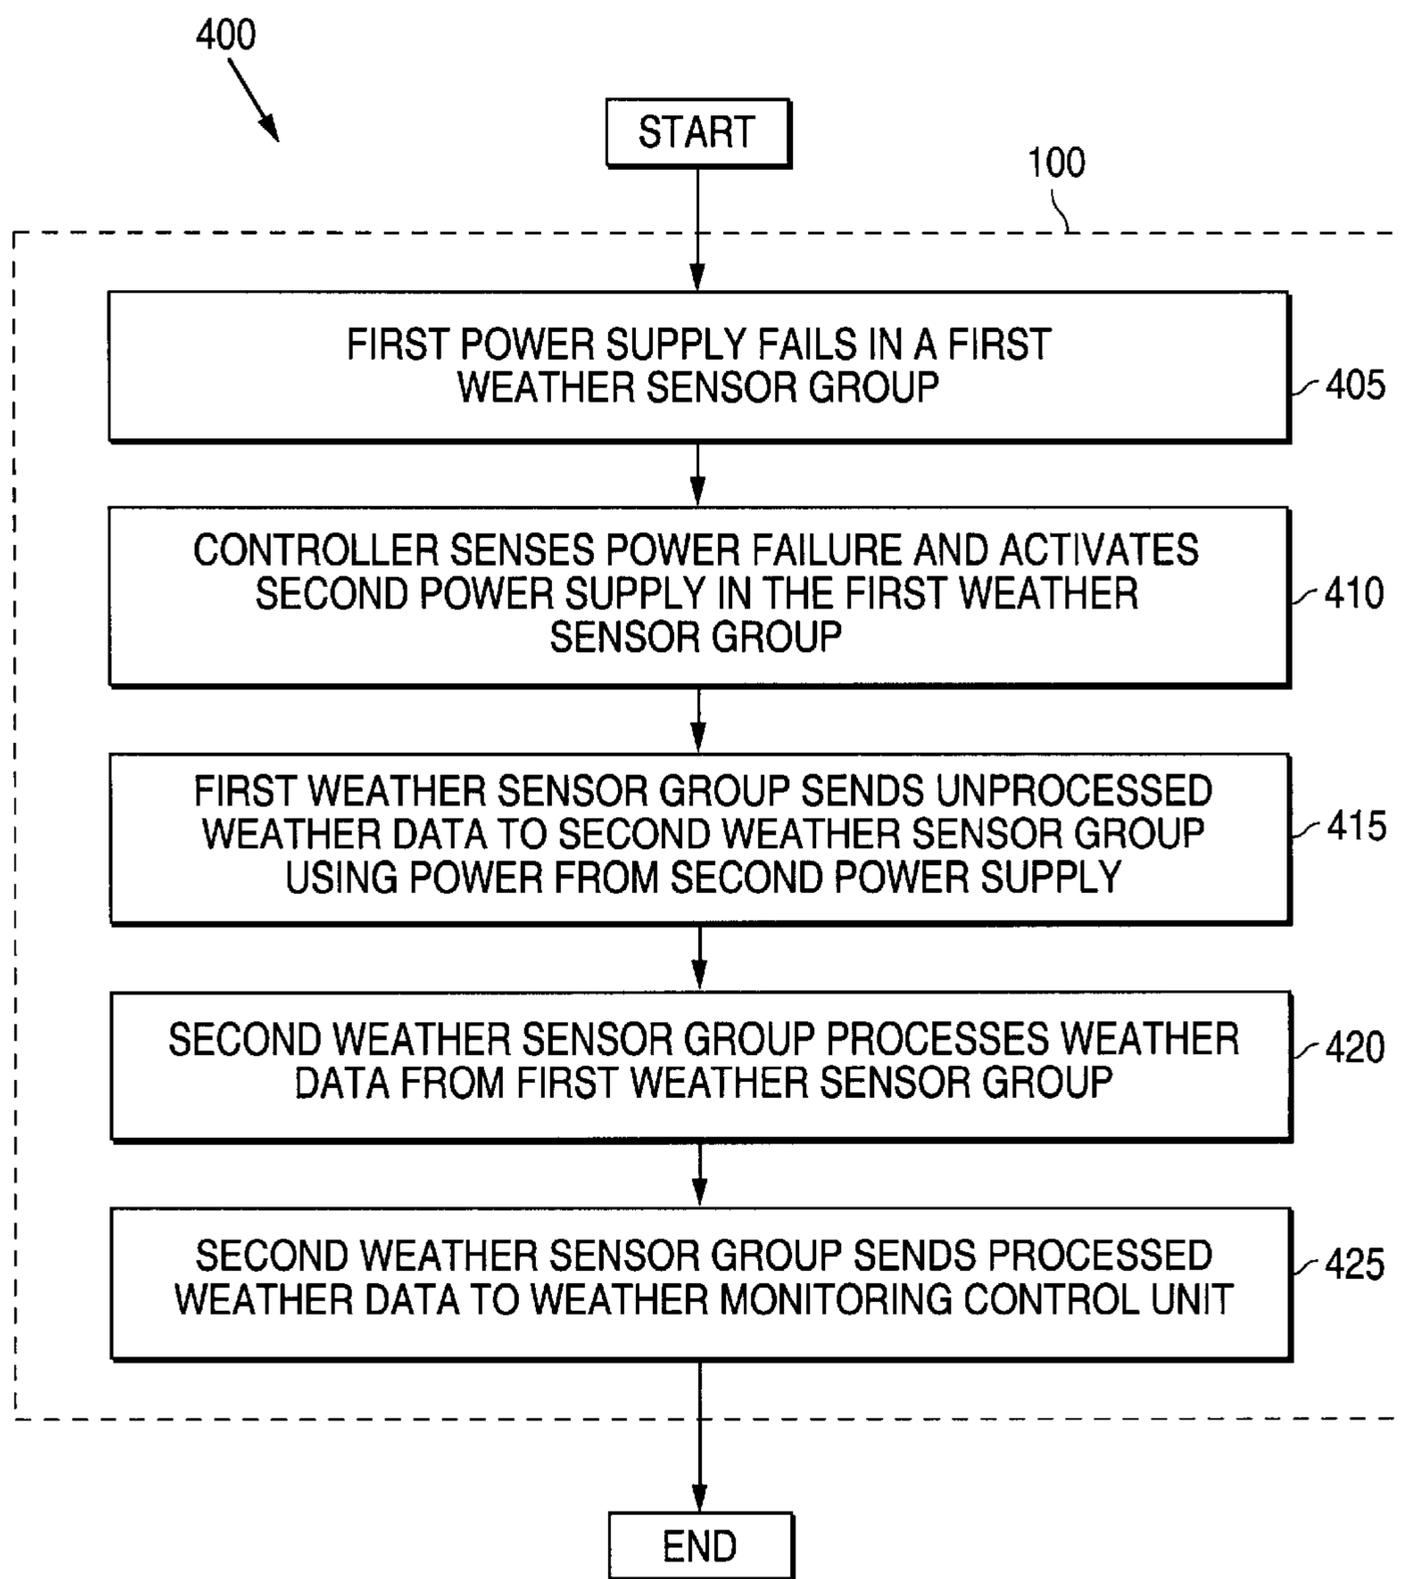 400
START
100
FIRST POWER SUPPLY FAILS IN A FIRST
WEATHER SENSOR GROUP
405
CONTROLLER SENSES POWER FAILURE AND ACTIVATES
SECOND POWER SUPPLY IN THE FIRST WEATHER
SENSOR GROUP
410
FIRST WEATHER SENSOR GROUP SENDS UNPROCESSED
WEATHER DATA TO SECOND WEATHER SENSOR GROUP
USING POWER FROM SECOND POWER SUPPLY
415
SECOND WEATHER SENSOR GROUP PROCESSES WEATHER
DATA FROM FIRST WEATHER SENSOR GROUP
420
SECOND WEATHER SENSOR GROUP SENDS PROCESSED
WEATHER DATA TO WEATHER MONITORING CONTROL UNIT
425
END